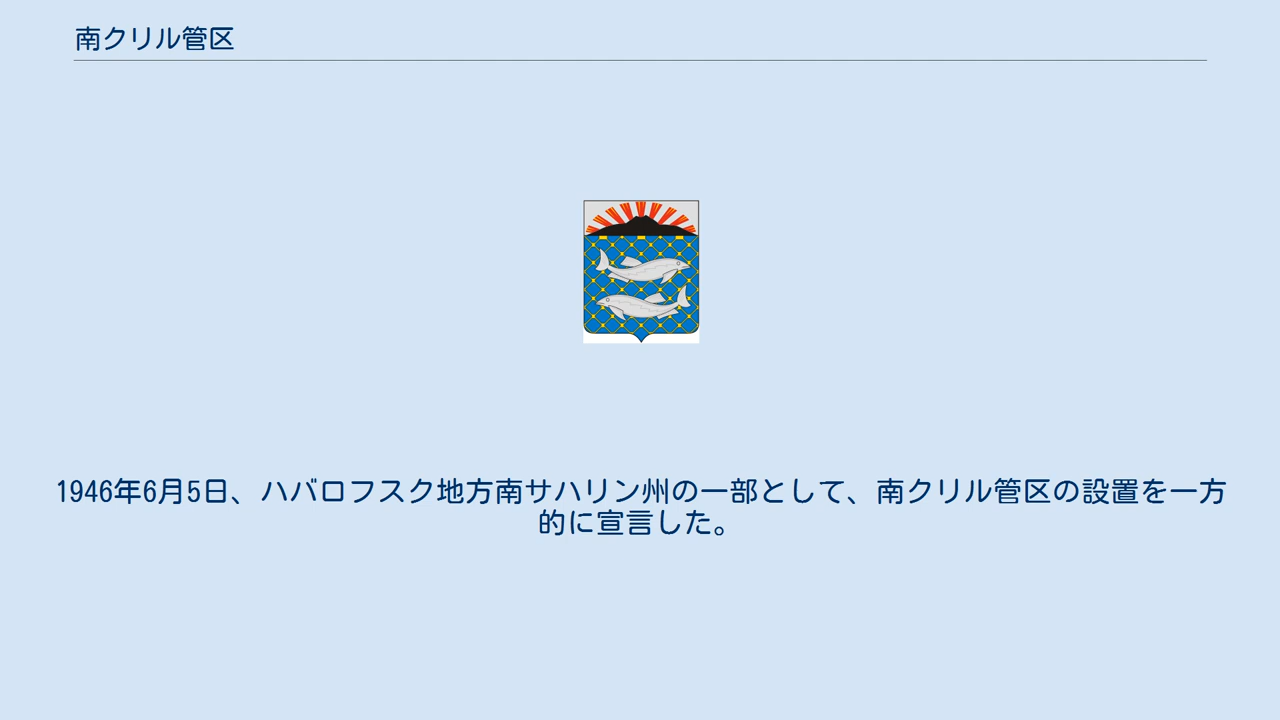 南クリル管区
1946年6月5日、ハバロフスク地方南サハリン州の一部として、南クリル管区の設置を一方
的に宣言した。